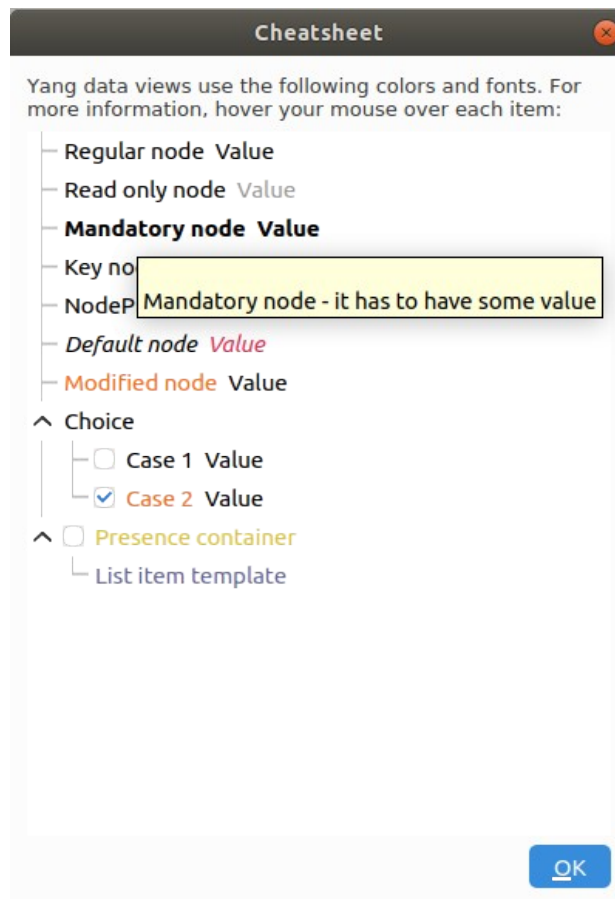 Cheatsheet
Yang data views use the following colors and fonts. For
more information, hover your mouse over each item:
Regular node Value
Read only node Value
Mandatory node Value
Key no
NodeP
Mandatory node - it has to have some value
Default node Value
Modified node Value
Choice
Case 1 Value
Case 2 Value
Presence container
List item template
OK